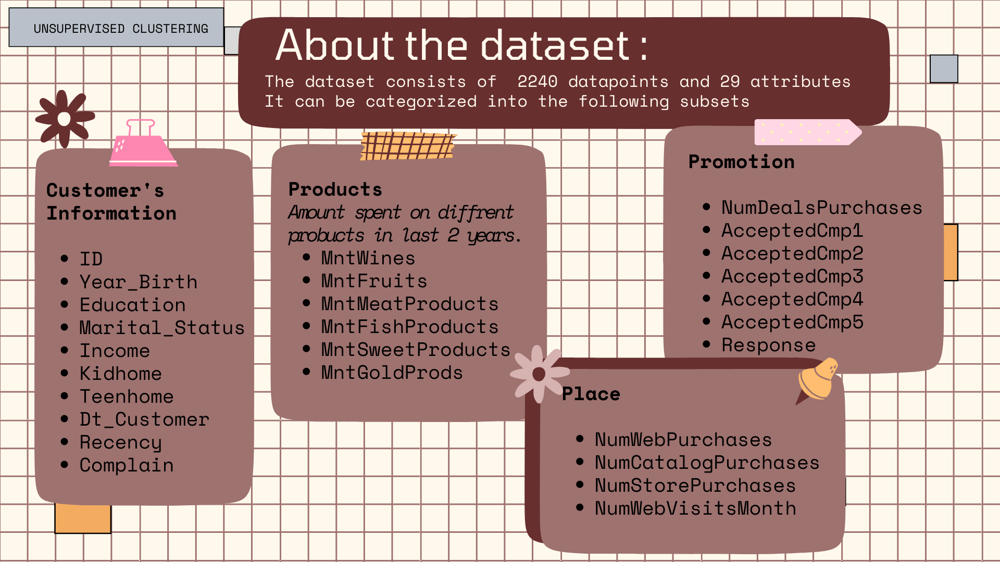 UNSUPERVISED CLUSTERING
About the dataset :
The dataset consists of 2240 datapoints and 29 attributes
It can be categorized into the following subsets
Customer's
Information
• ID
• Year_Birth
• Education
• Marital_Status
• Income
• Kidhome
• Teenhome
• Dt_Customer
• Recency
• Complain
Products
Amount spent on diffrent
probucts in last 2 years.
• MntWines
• MntFruits
• MntMeatProducts
• MntFishProducts
• MntSweetProducts
• MntGoldProds
Promotion
• NumDealsPurchases
• AcceptedCmp1
• AcceptedCmp2
• AcceptedCmp3
• AcceptedCmp4
• AcceptedCmp5
• Response
Place
• NumWebPurchases
• NumCatalogPurchases
• NumStorePurchases
• NumWebVisitsMonth